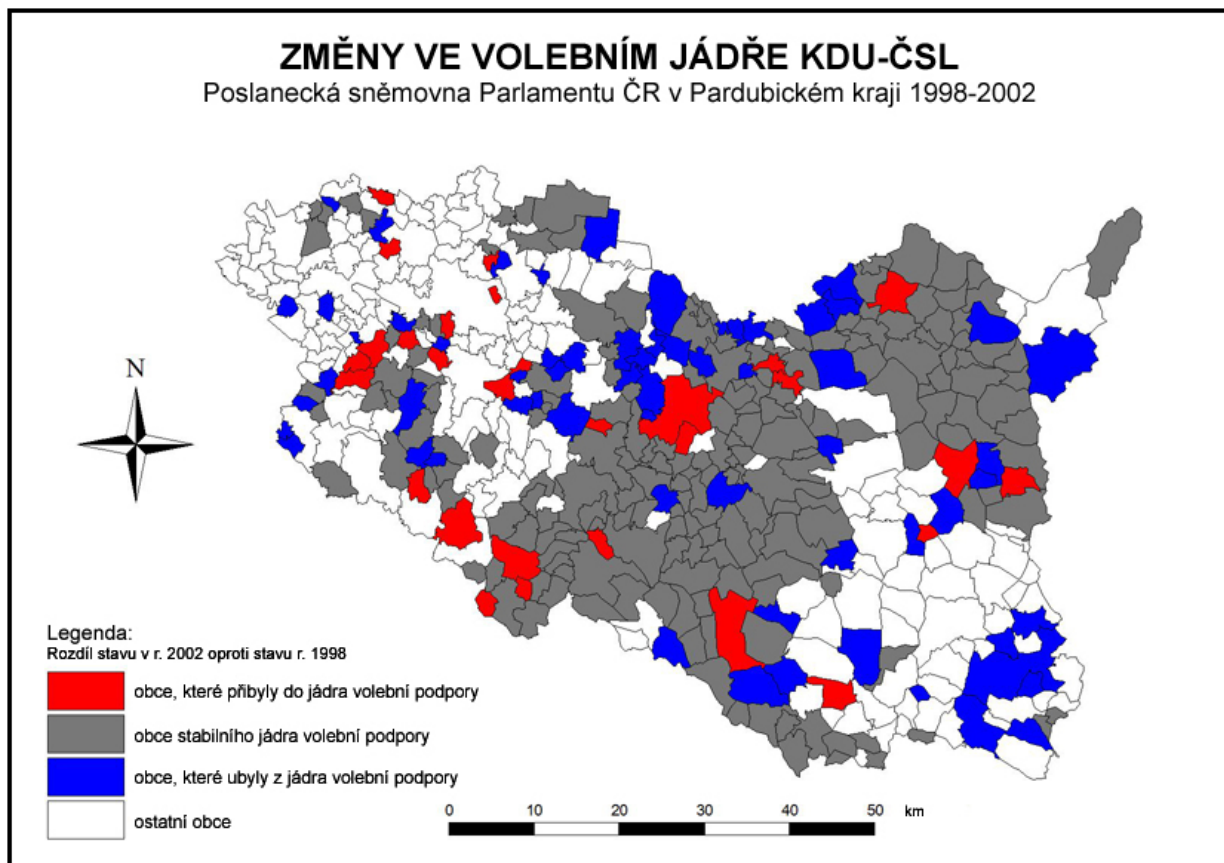 ZMĚNY VE VOLEBNÍM JÁDŘE KDU-ČSL
Poslanecká sněmovna Parlamentu ČR v Pardubickém kraji 1998-2002
N
Legenda:
Rozdíl stavu v r. 2002 oproti stavu r. 1998
obce, které přibyly do jádra volební podpory
obce stabilního jádra volební podpory
obce, které ubyly z jádra volební podpory
ostatní obce
0 10 20 30 40 50 km